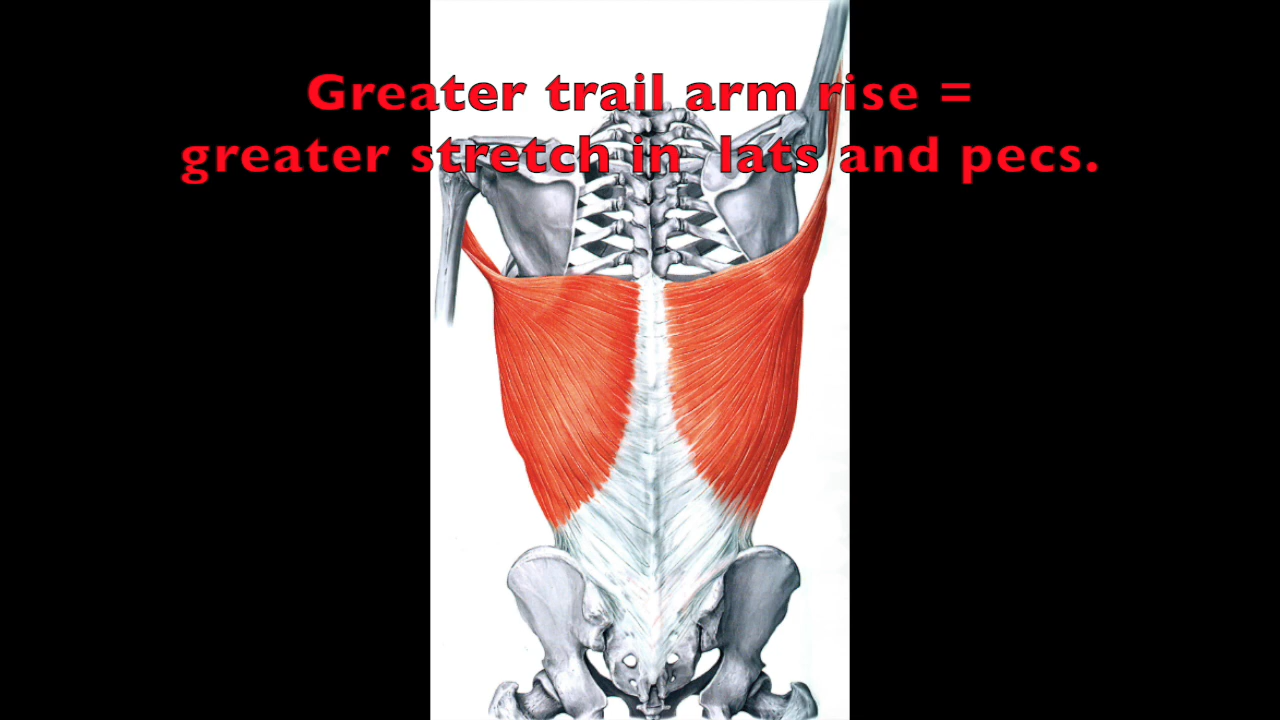 Greater trail arm rise =
greater stretch in  lats and pecs.